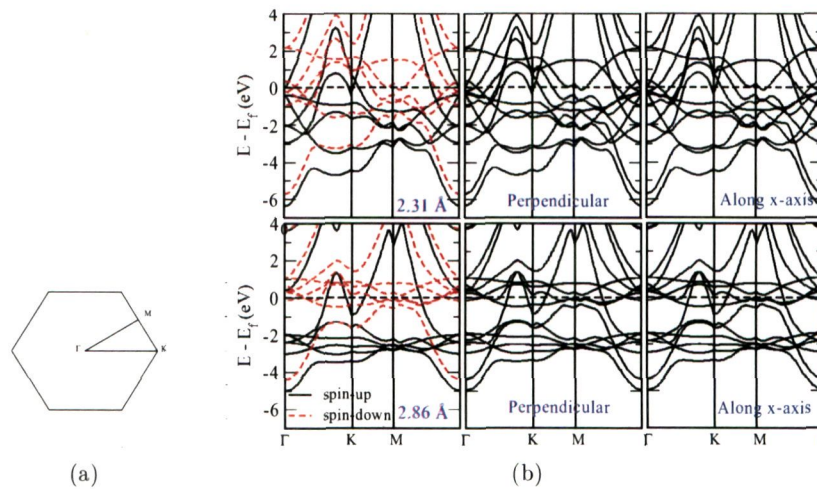 4
2
0
-2
-4
-6
E - E_f (eV)
2.31 Å
Perpendicular
Along x-axis
4
2
0
-2
-4
-6
E - E_f (eV)
spin-up
spin-down
2.86 Å
Perpendicular
Along x-axis
Γ K M Γ K M Γ K M
M
Γ
K
(a)
(b)